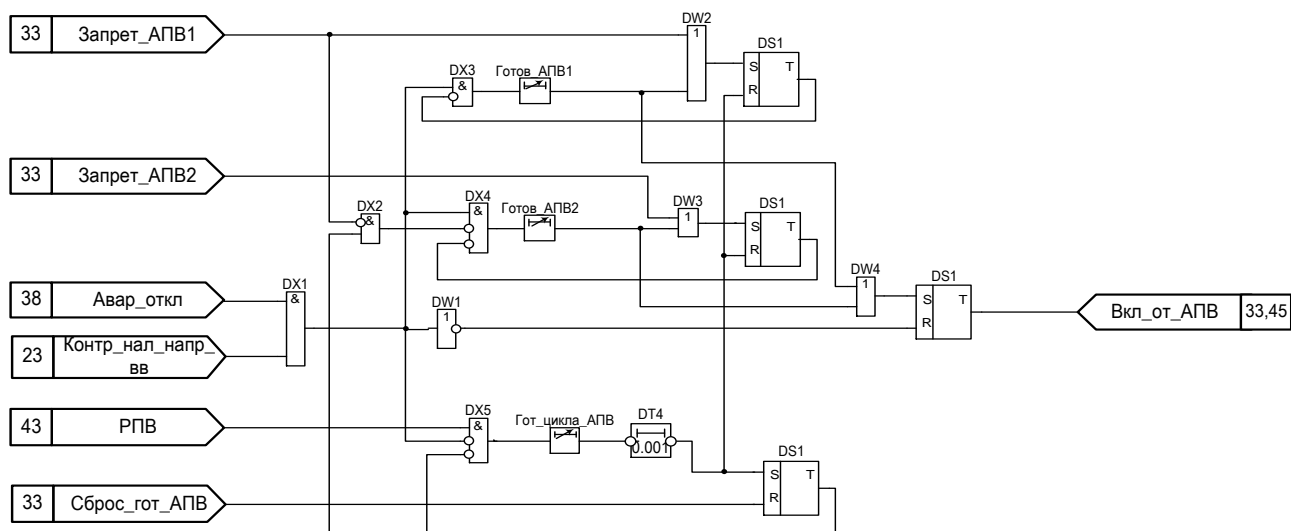 33 Запрет_АПВ1
DW2
1
DS1
S T
R
DX3
&
Готов_АПВ1
33 Запрет_АПВ2
DX2
&
DX4
&
Готов_АПВ2
DW3
1
DS1
S T
R
38 Авар_откл
DX1
&
DW1
1
DW4
1
DS1
S T
R
Вкл_от_АПВ 33,45
23 Контр_нал_напр_
вв
43 РПВ
DX5
&
Гот_цикла_АПВ
DT4
0.001
DS1
S T
R
33 Сброс_гот_АПВ